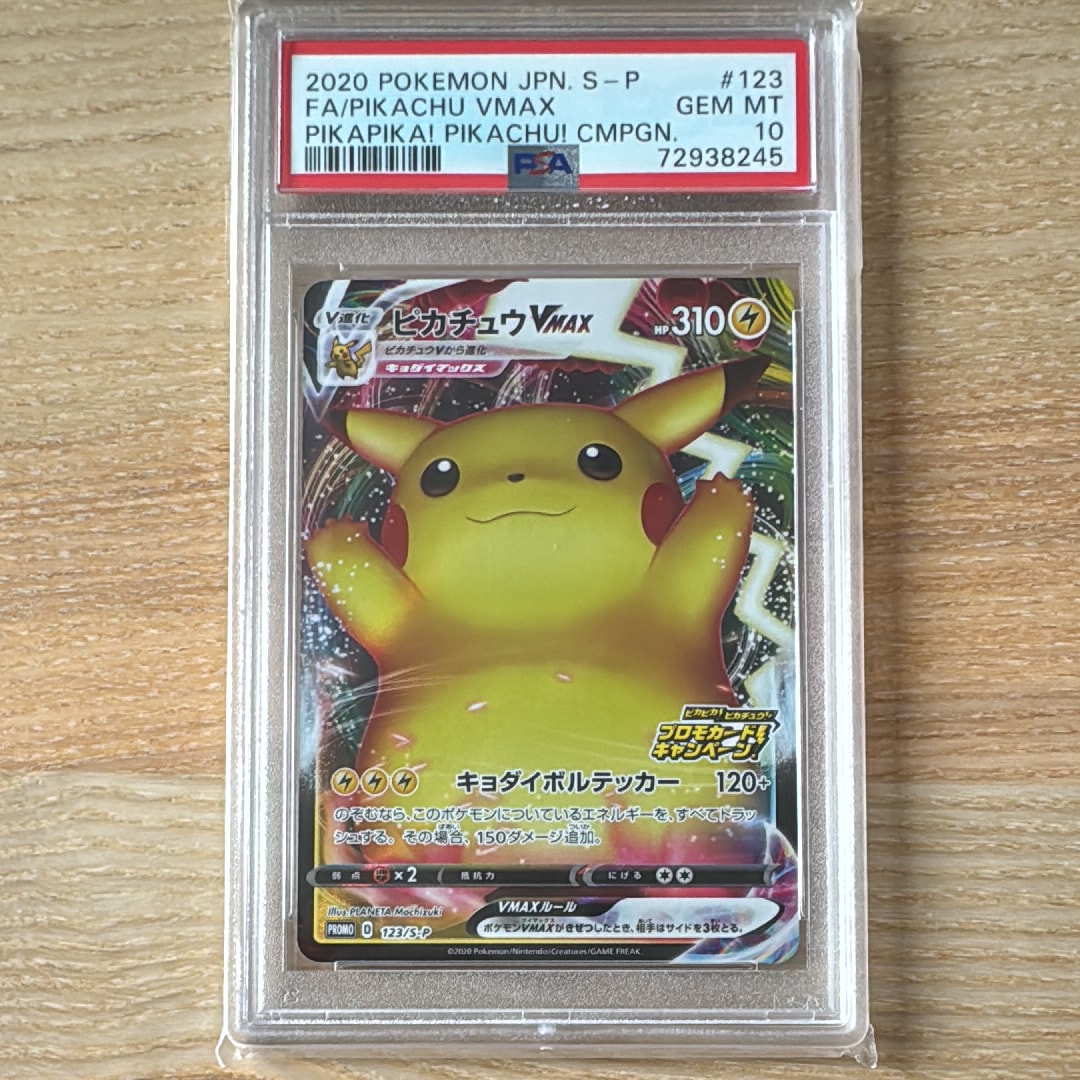 2020 POKEMON JPN. S-P #123
FA/PIKACHU VMAX GEM MT
PIKAPIKA! PIKACHU! CMPGN. 10
PSA 72938245
V進化 ピカチュウVMAX HP 310
ピカチュウVから進化
キョダイマックス
ピカピカ! ピカチュウ!
プロモカード
キャンペーン!
キョダイボルテッカー 120+
のぞむなら、このポケモンについているエネルギーを、すべてトラッ
シュする。その場合、150ダメージ追加。
ばあい ついか
弱点 ×2 抵抗力 にげる
Illus. PLANETA Mochizuki
VMAXルール
ポケモンVMAXがきぜつしたとき、相手はサイドを3枚とる。
PROMO D 123/S-P
©2020 Pokémon/Nintendo/Creatures/GAME FREAK.